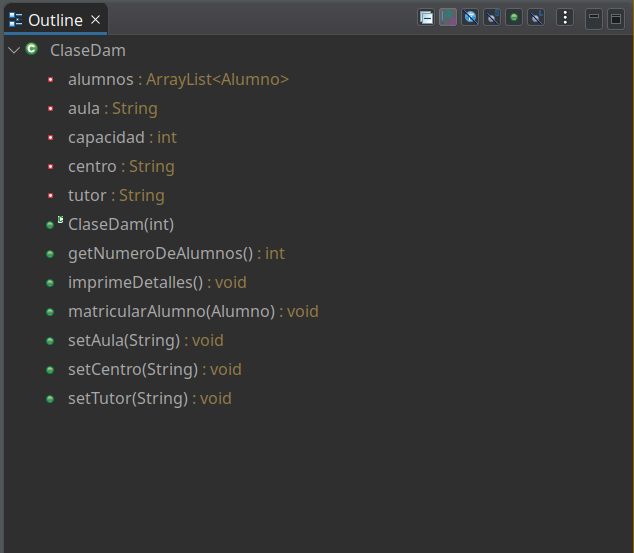 Outline
ClaseDam
alumnos : ArrayList<Alumno>
aula : String
capacidad : int
centro : String
tutor : String
ClaseDam(int)
getNumeroDeAlumnos() : int
imprimeDetalles() : void
matricularAlumno(Alumno) : void
setAula(String) : void
setCentro(String) : void
setTutor(String) : void